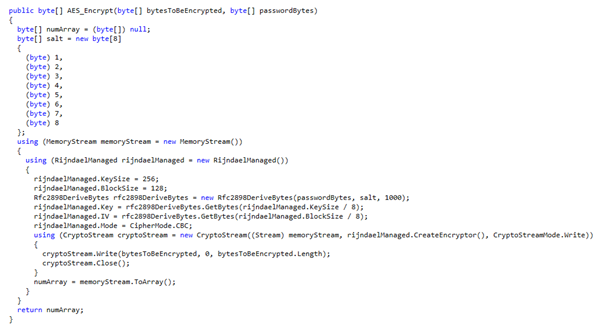 public byte[] AES_Encrypt(byte[] bytesToBeEncrypted, byte[] passwordBytes)
{
  byte[] numArray = (byte[]) null;
  byte[] salt = new byte[8]
  {
    (byte) 1,
    (byte) 2,
    (byte) 3,
    (byte) 4,
    (byte) 5,
    (byte) 6,
    (byte) 7,
    (byte) 8
  };
  using (MemoryStream memoryStream = new MemoryStream())
  {
    using (RijndaelManaged rijndaelManaged = new RijndaelManaged())
    {
      rijndaelManaged.KeySize = 256;
      rijndaelManaged.BlockSize = 128;
      Rfc2898DeriveBytes rfc2898DeriveBytes = new Rfc2898DeriveBytes(passwordBytes, salt, 1000);
      rijndaelManaged.Key = rfc2898DeriveBytes.GetBytes(rijndaelManaged.KeySize / 8);
      rijndaelManaged.IV = rfc2898DeriveBytes.GetBytes(rijndaelManaged.BlockSize / 8);
      rijndaelManaged.Mode = CipherMode.CBC;
      using (CryptoStream cryptoStream = new CryptoStream((Stream) memoryStream, rijndaelManaged.CreateEncryptor(), CryptoStreamMode.Write))
      {
        cryptoStream.Write(bytesToBeEncrypted, 0, bytesToBeEncrypted.Length);
        cryptoStream.Close();
      }
      numArray = memoryStream.ToArray();
    }
  }
  return numArray;
}